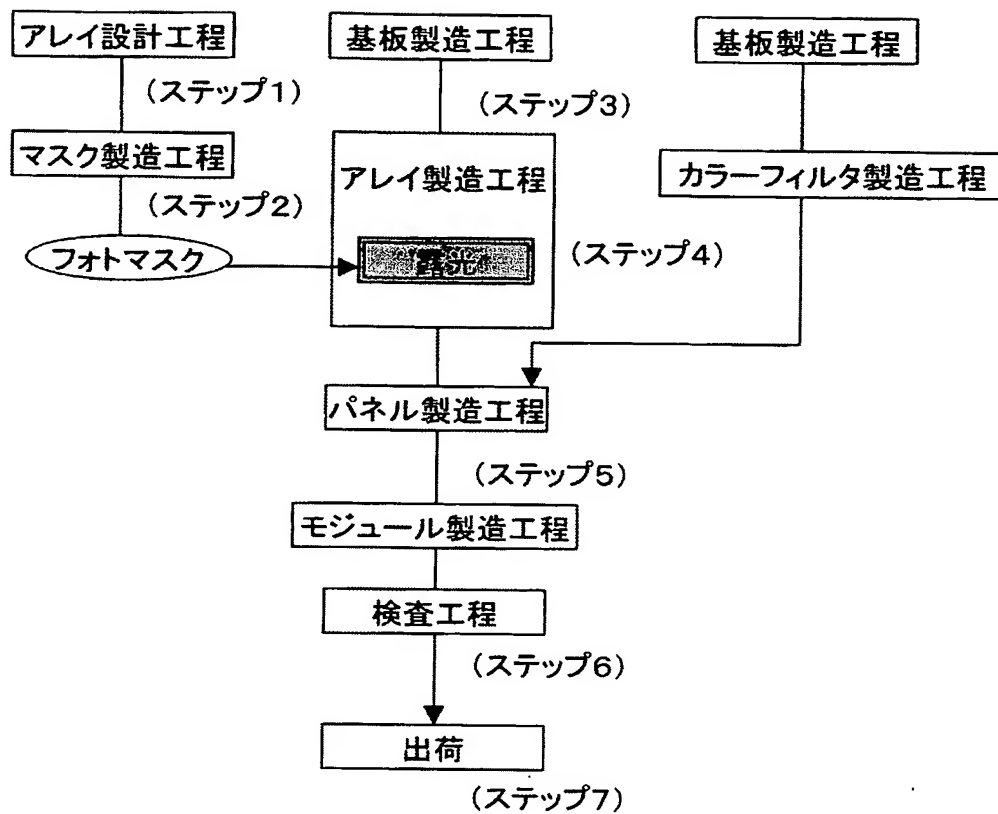 アレイ設計工程
(ステップ1)
マスク製造工程
(ステップ2)
フォトマスク
基板製造工程
(ステップ3)
アレイ製造工程
露光
(ステップ4)
基板製造工程
カラーフィルタ製造工程
パネル製造工程
(ステップ5)
モジュール製造工程
検査工程
(ステップ6)
出荷
(ステップ7)